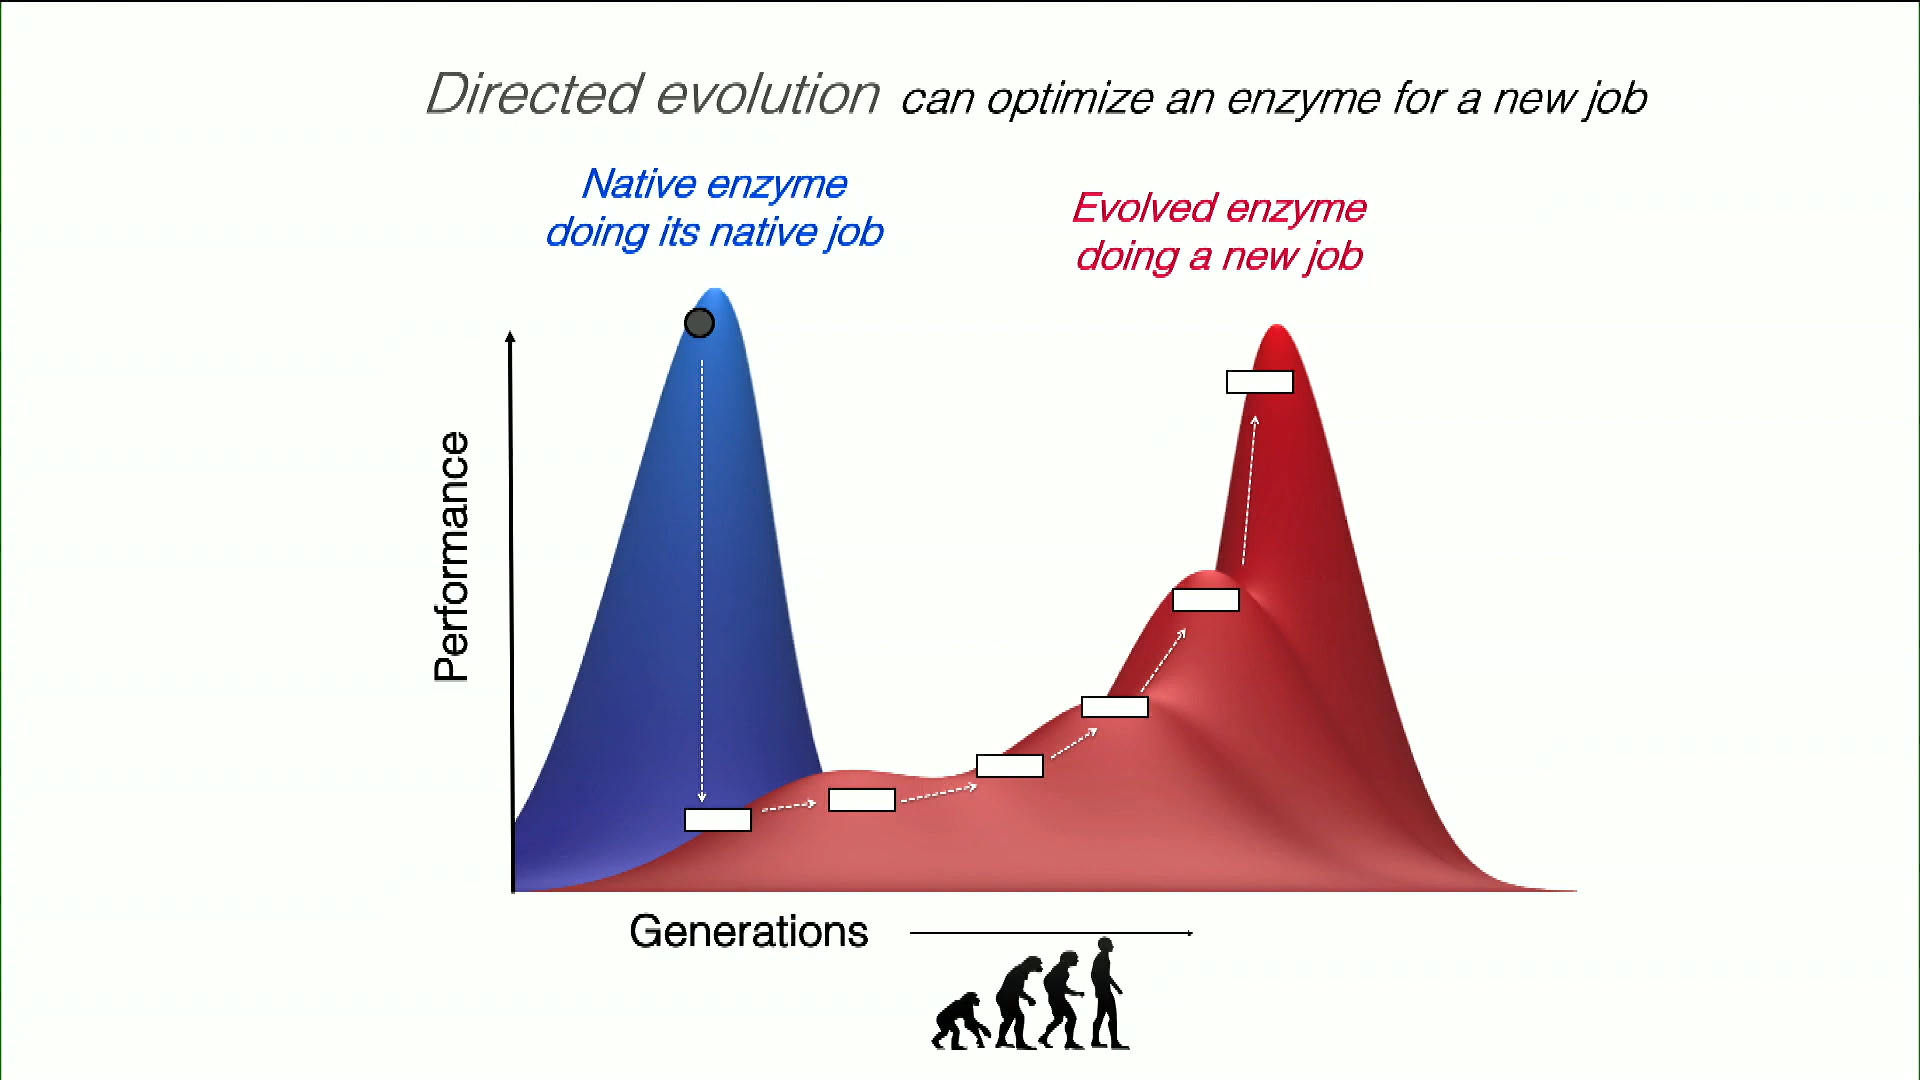 Directed evolution can optimize an enzyme for a new job
Native enzyme
doing its native job
Evolved enzyme
doing a new job
Performance
Generations